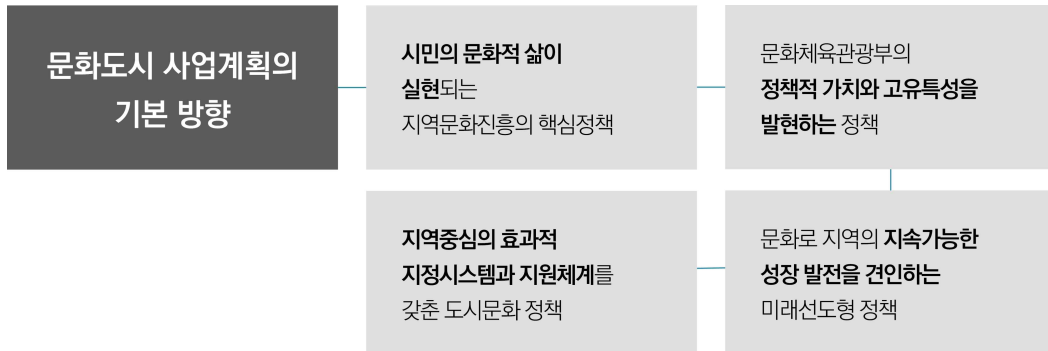 문화도시 사업계획의
기본 방향
시민의 문화적 삶이
실현되는
지역문화진흥의 핵심정책
문화체육관광부의
정책적 가치와 고유특성을
발현하는 정책
문화로 지역의 지속가능한
성장 발전을 견인하는
미래선도형 정책
지역중심의 효과적
지정시스템과 지원체계를
갖춘 도시문화 정책